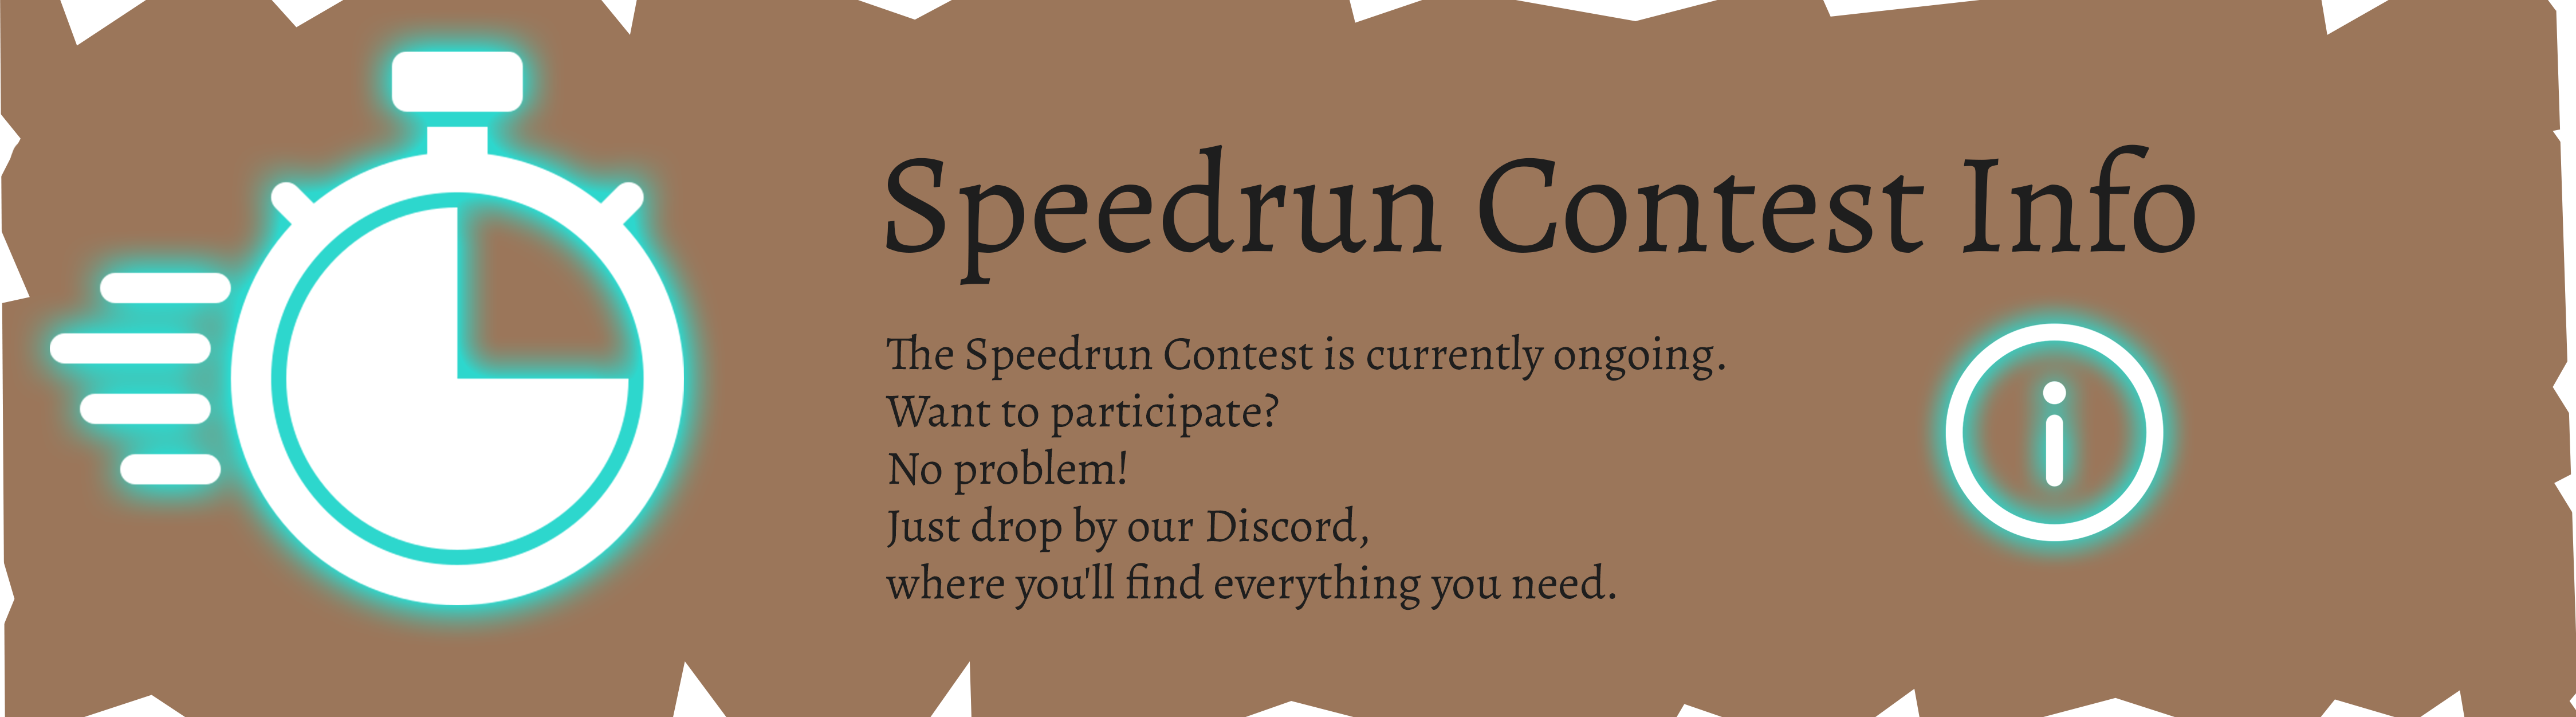 Speedrun Contest Info
The Speedrun Contest is currently ongoing.
Want to participate?
No problem!
Just drop by our Discord,
where you'll find everything you need.